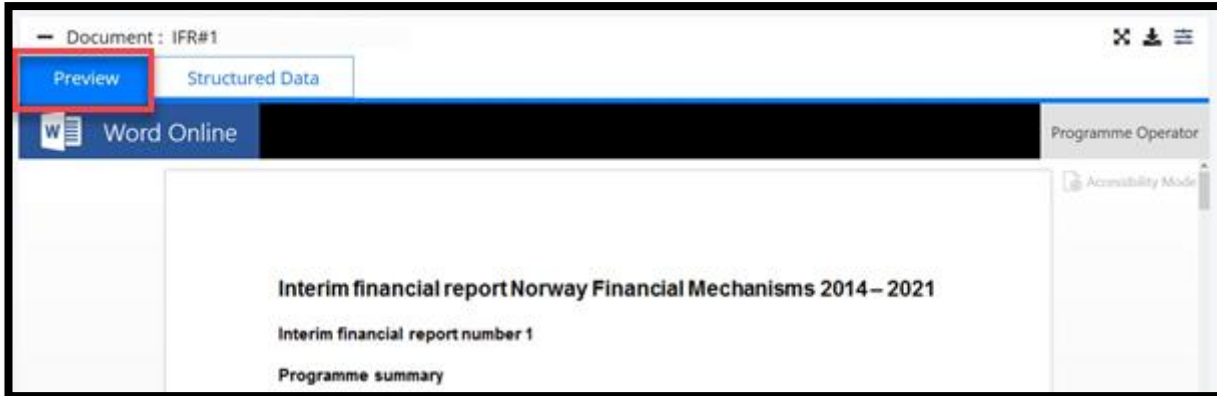 Document : IFR#1
Preview Structured Data
Word Online Programme Operator
Accessibility Mode
Interim financial report Norway Financial Mechanisms 2014 – 2021
Interim financial report number 1
Programme summary